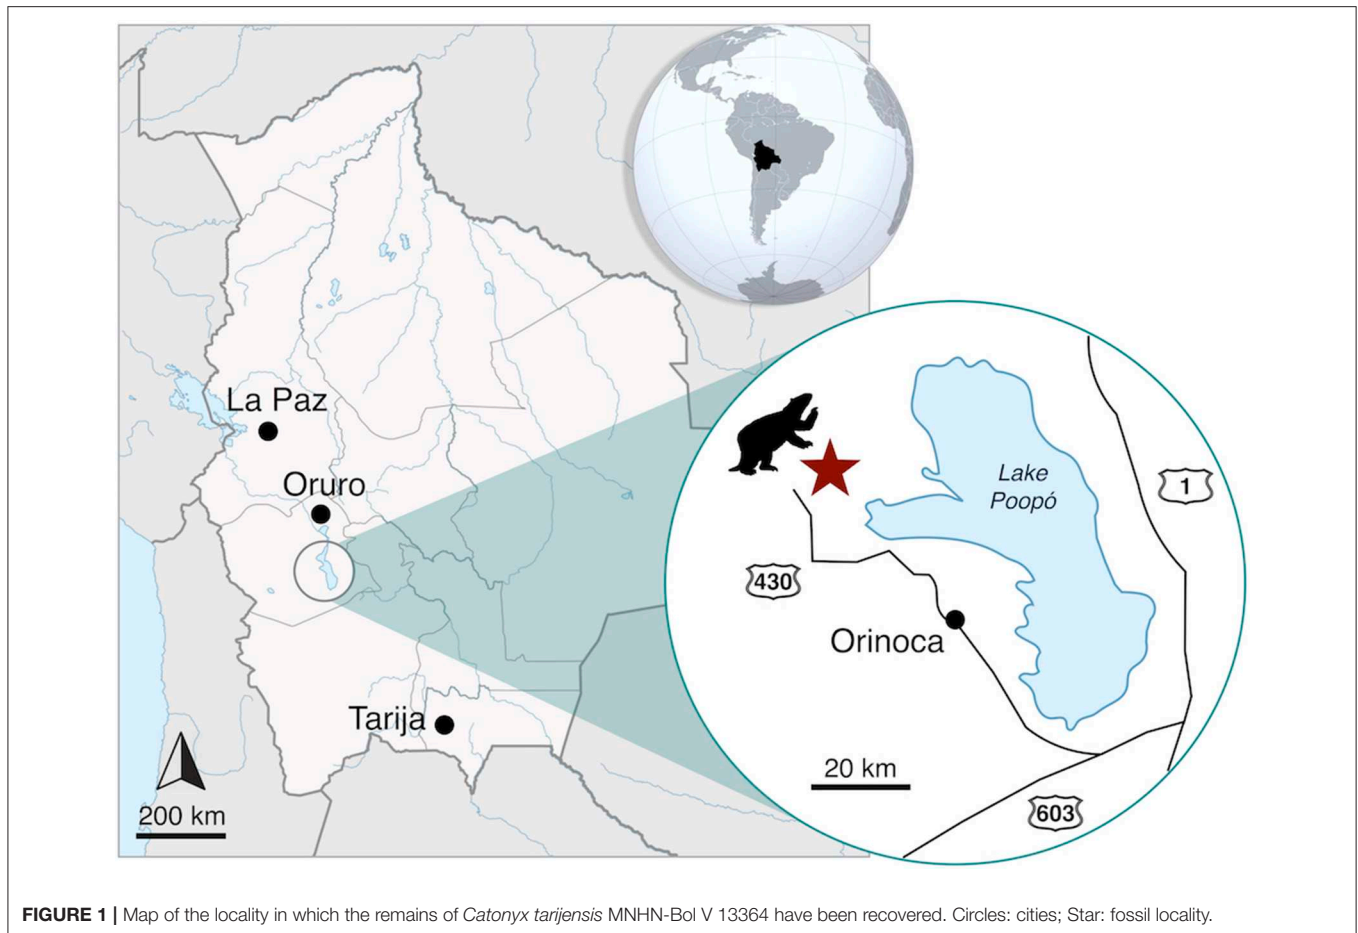 La Paz
Oruro
Tarija
200 km
Lake
Poopó
1
430
Orinoca
20 km
603
FIGURE 1 | Map of the locality in which the remains of Catonyx tarijensis MNHN-Bol V 13364 have been recovered. Circles: cities; Star: fossil locality.